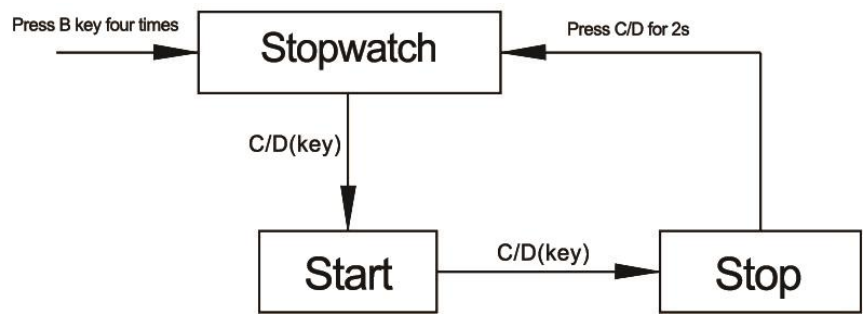 Press B key four times
Stopwatch
Press C/D for 2s
C/D(key)
Start
C/D(key)
Stop